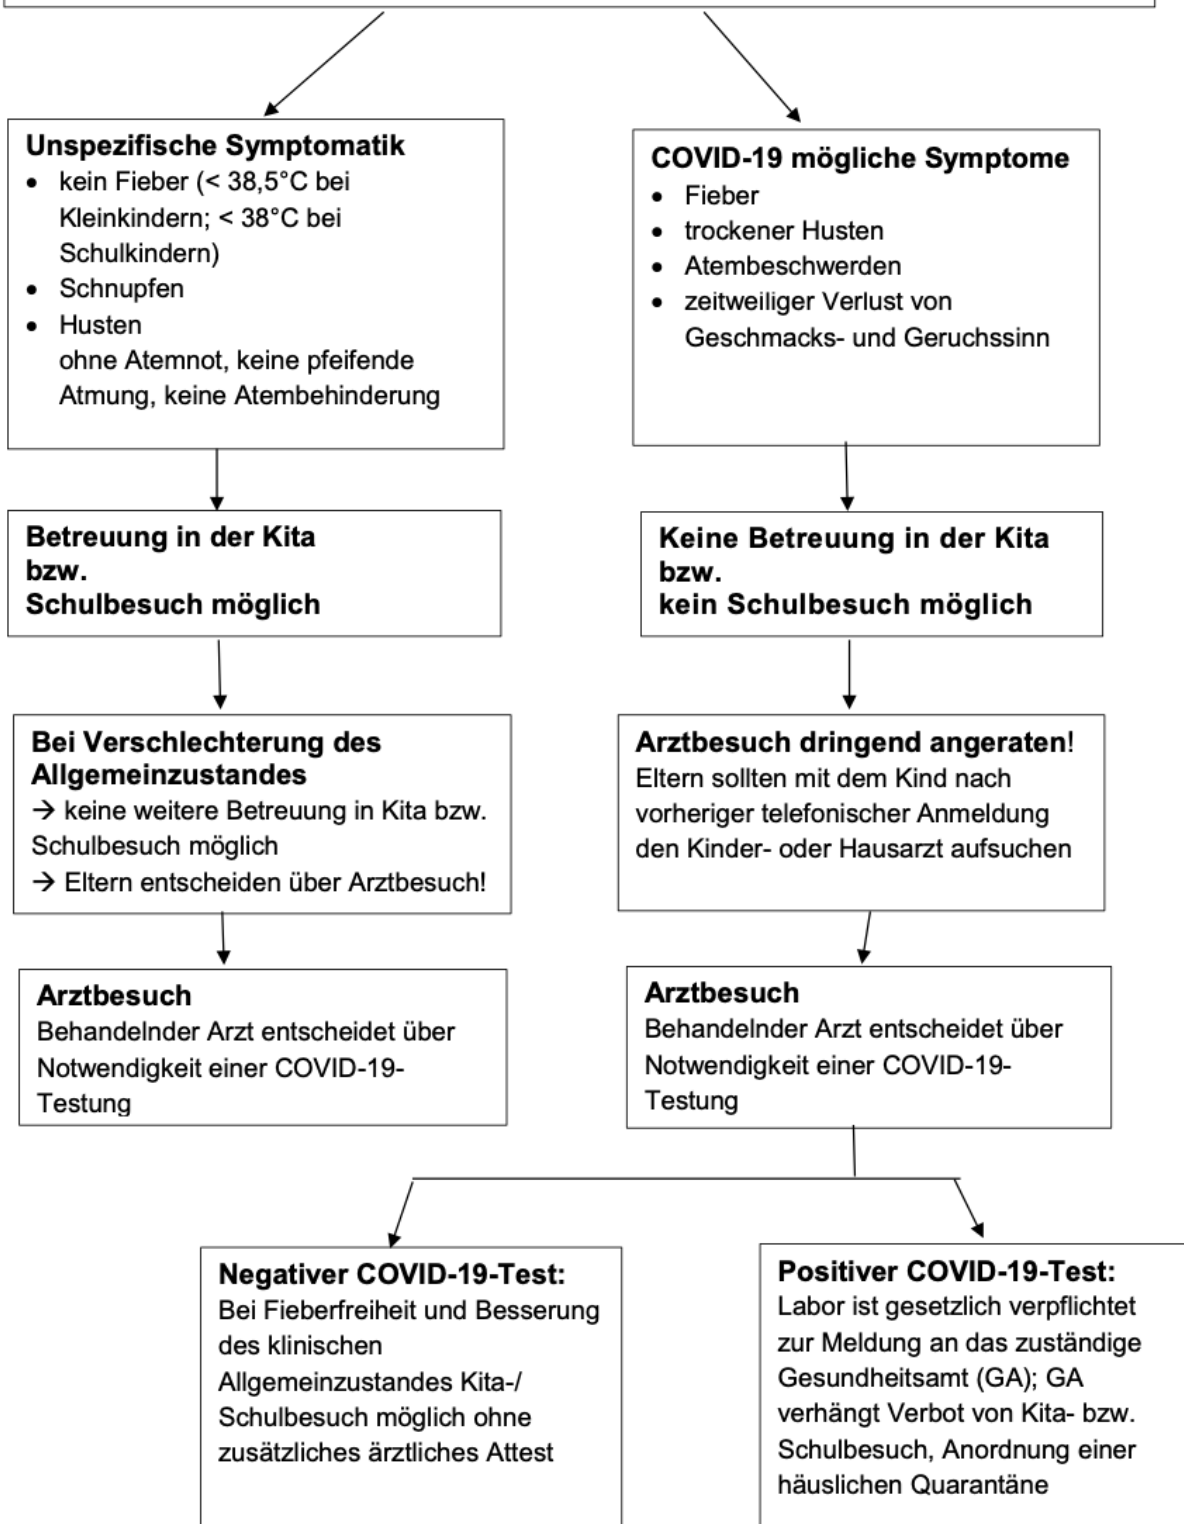 Unspezifische Symptomatik
• kein Fieber (< 38,5°C bei
Kleinkindern; < 38°C bei
Schulkindern)
• Schnupfen
• Husten
ohne Atemnot, keine pfeifende
Atmung, keine Atembehinderung
COVID-19 mögliche Symptome
• Fieber
• trockener Husten
• Atembeschwerden
• zeitweiliger Verlust von
Geschmacks- und Geruchssinn
Betreuung in der Kita
bzw.
Schulbesuch möglich
Keine Betreuung in der Kita
bzw.
kein Schulbesuch möglich
Bei Verschlechterung des
Allgemeinzustandes
→ keine weitere Betreuung in Kita bzw.
Schulbesuch möglich
→ Eltern entscheiden über Arztbesuch!
Arztbesuch dringend angeraten!
Eltern sollten mit dem Kind nach
vorheriger telefonischer Anmeldung
den Kinder- oder Hausarzt aufsuchen
Arztbesuch
Behandelnder Arzt entscheidet über
Notwendigkeit einer COVID-19-
Testung
Arztbesuch
Behandelnder Arzt entscheidet über
Notwendigkeit einer COVID-19-
Testung
Negativer COVID-19-Test:
Bei Fieberfreiheit und Besserung
des klinischen
Allgemeinzustandes Kita-/
Schulbesuch möglich ohne
zusätzliches ärztliches Attest
Positiver COVID-19-Test:
Labor ist gesetzlich verpflichtet
zur Meldung an das zuständige
Gesundheitsamt (GA); GA
verhängt Verbot von Kita- bzw.
Schulbesuch, Anordnung einer
häuslichen Quarantäne